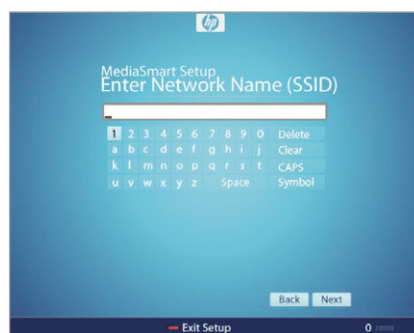 hp
MediaSmart Setup
Enter Network Name (SSID)
1 2 3 4 5 6 7 8 9 0 Delete
a b c d e f g h i j Clear
k l m n o p q r s t CAPS
u v w x y z Space Symbol
Back Next
Exit Setup 0